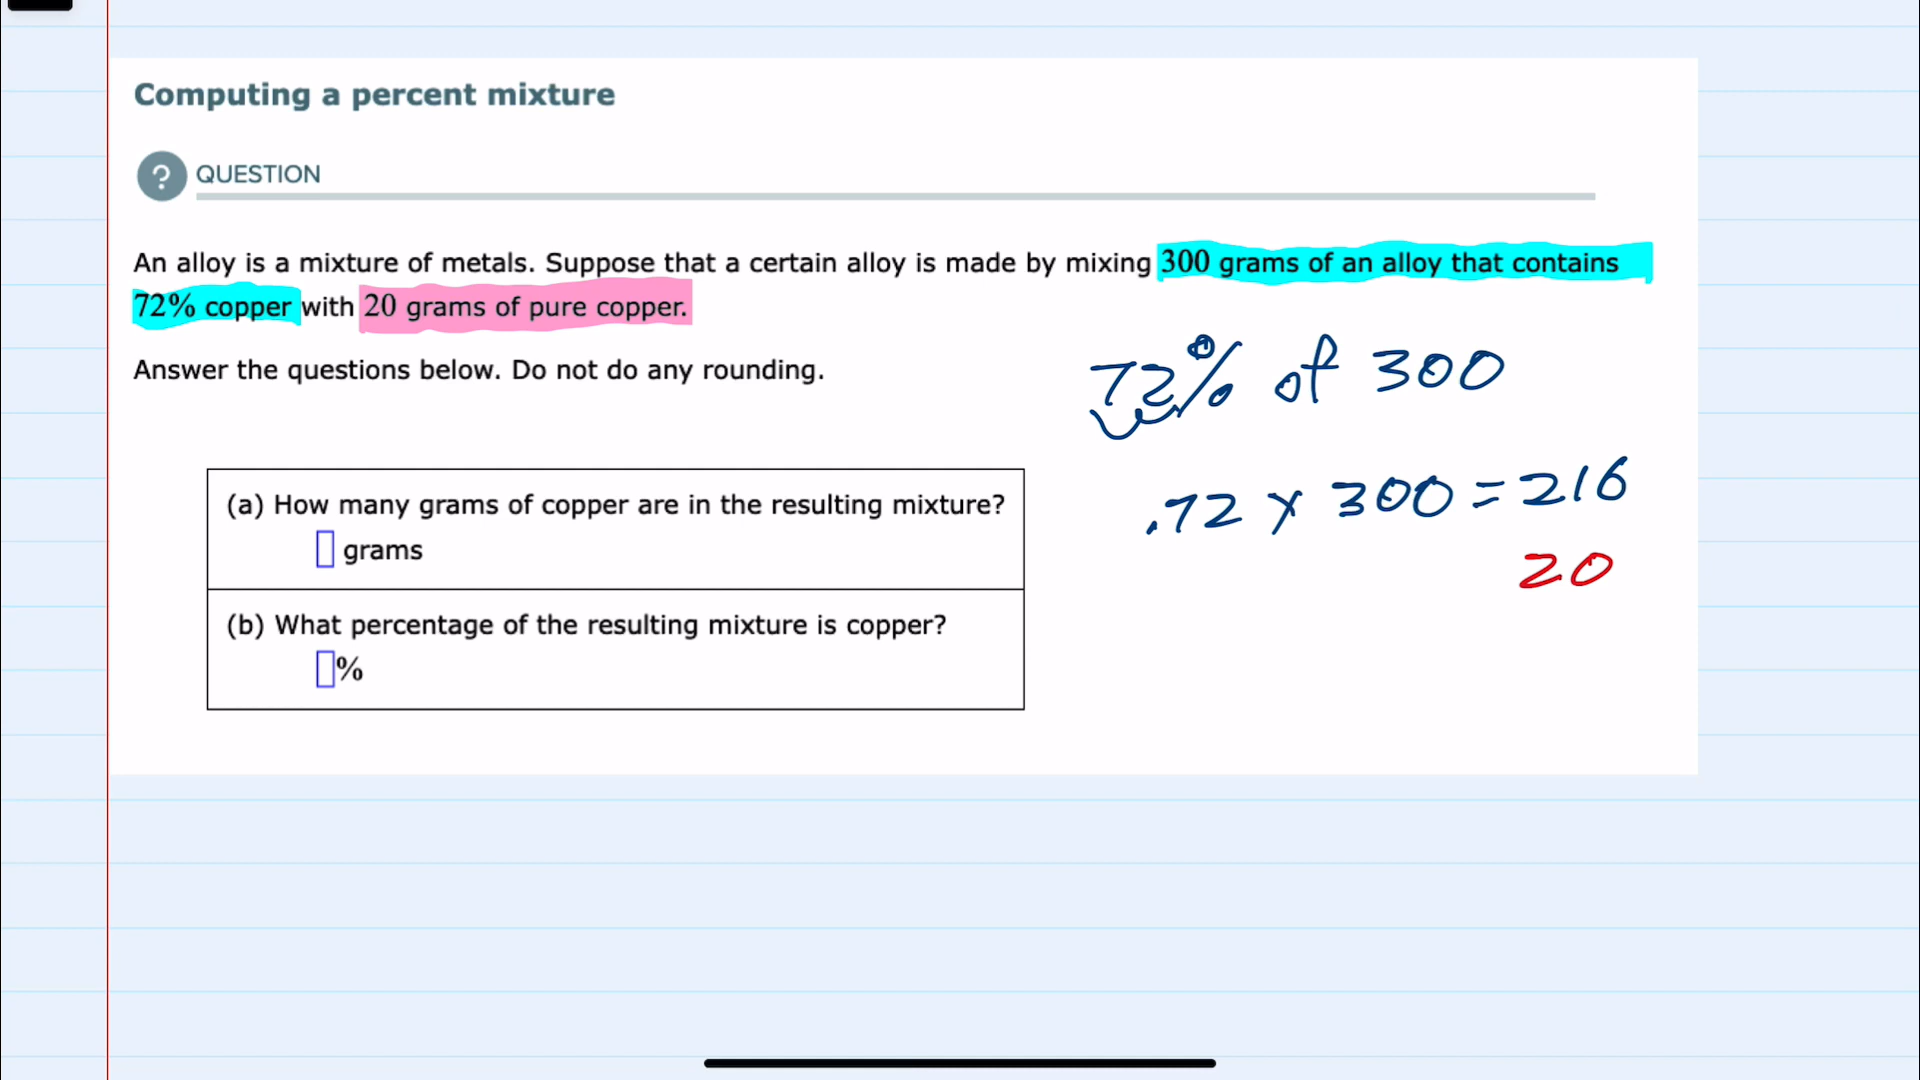 Computing a percent mixture
? QUESTION
An alloy is a mixture of metals. Suppose that a certain alloy is made by mixing 300 grams of an alloy that contains
72% copper with 20 grams of pure copper.
Answer the questions below. Do not do any rounding.
72% of 300
(a) How many grams of copper are in the resulting mixture?
grams
.72 x 300 = 216
20
(b) What percentage of the resulting mixture is copper?
%